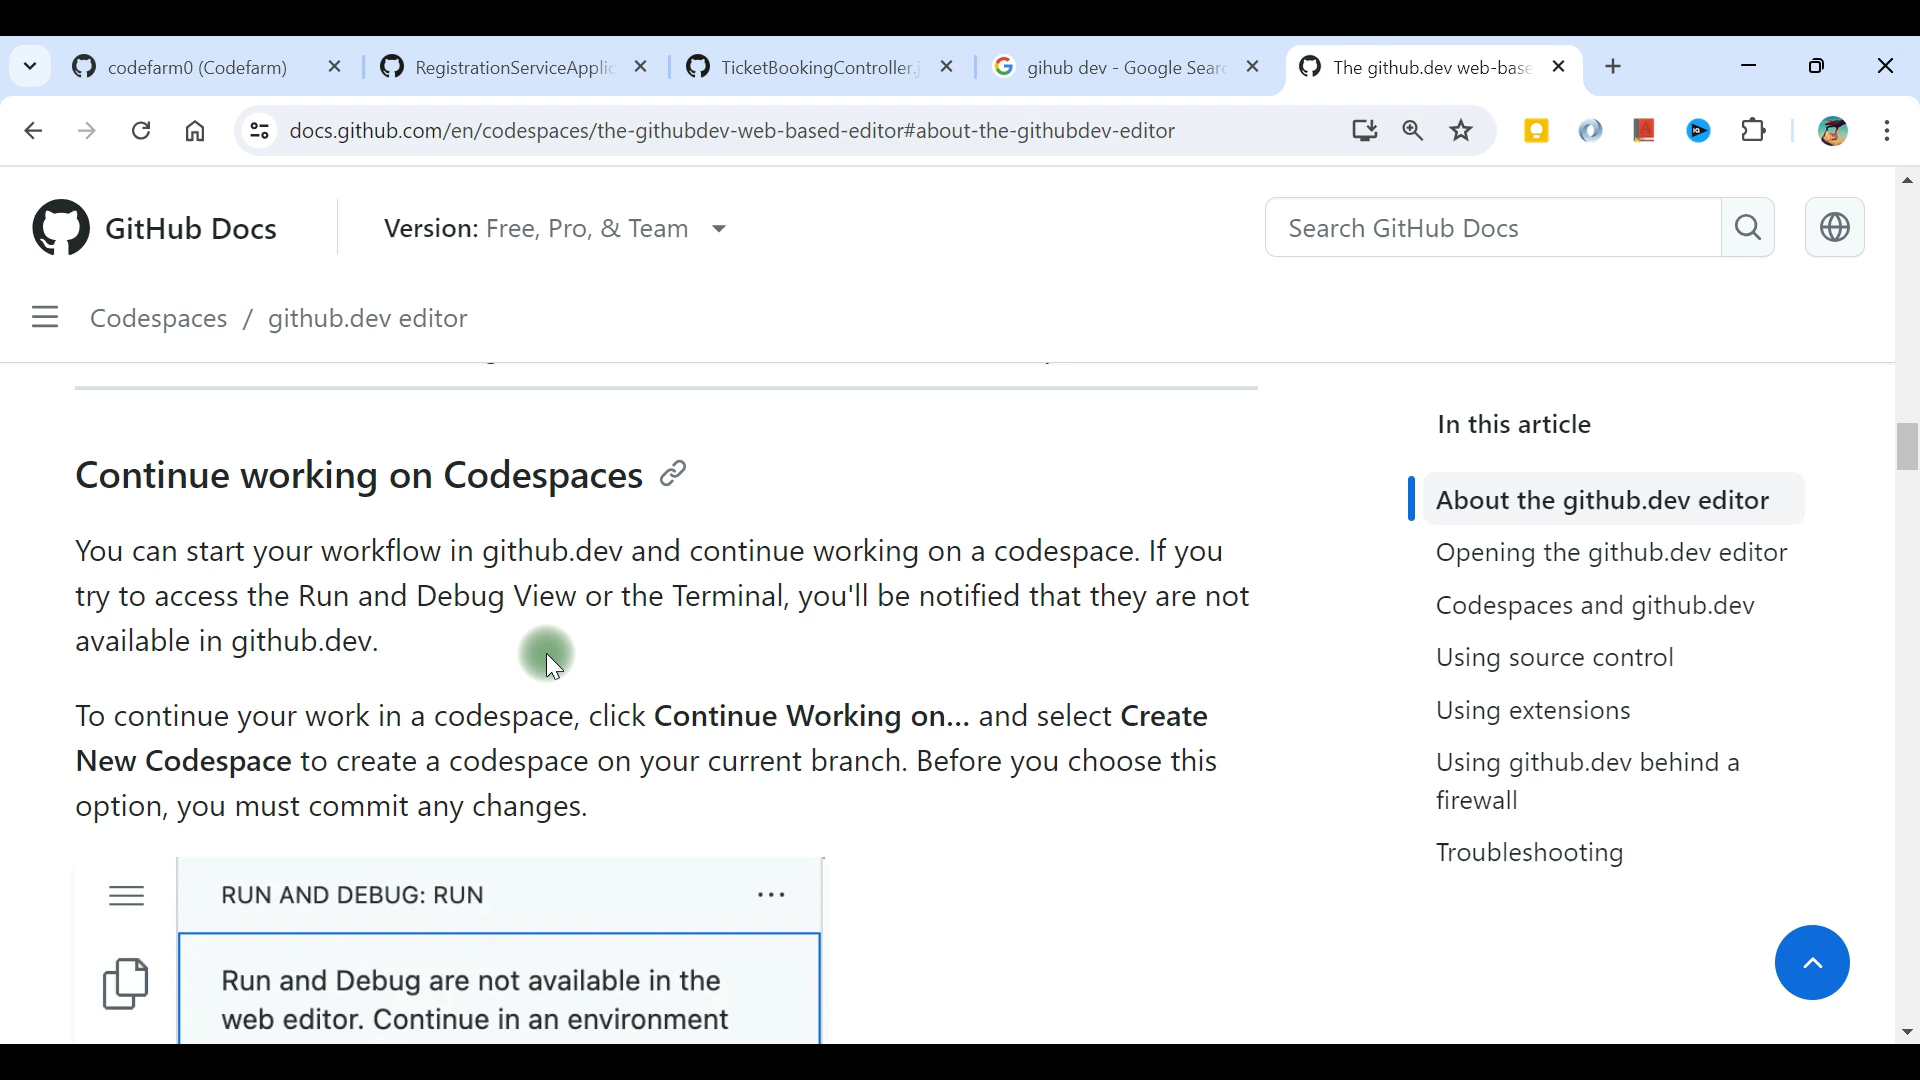 codefarm0 (Codefarm)
RegistrationServiceApplic
TicketBookingController.j
gihub dev - Google Sear
The github.dev web-base
docs.github.com/en/codespaces/the-githubdev-web-based-editor#about-the-githubdev-editor
GitHub Docs
Version: Free, Pro, & Team
Search GitHub Docs
Codespaces / github.dev editor
Continue working on Codespaces
You can start your workflow in github.dev and continue working on a codespace. If you
try to access the Run and Debug View or the Terminal, you'll be notified that they are not
available in github.dev.
To continue your work in a codespace, click Continue Working on... and select Create
New Codespace to create a codespace on your current branch. Before you choose this
option, you must commit any changes.
RUN AND DEBUG: RUN
Run and Debug are not available in the
web editor. Continue in an environment
In this article
About the github.dev editor
Opening the github.dev editor
Codespaces and github.dev
Using source control
Using extensions
Using github.dev behind a
firewall
Troubleshooting